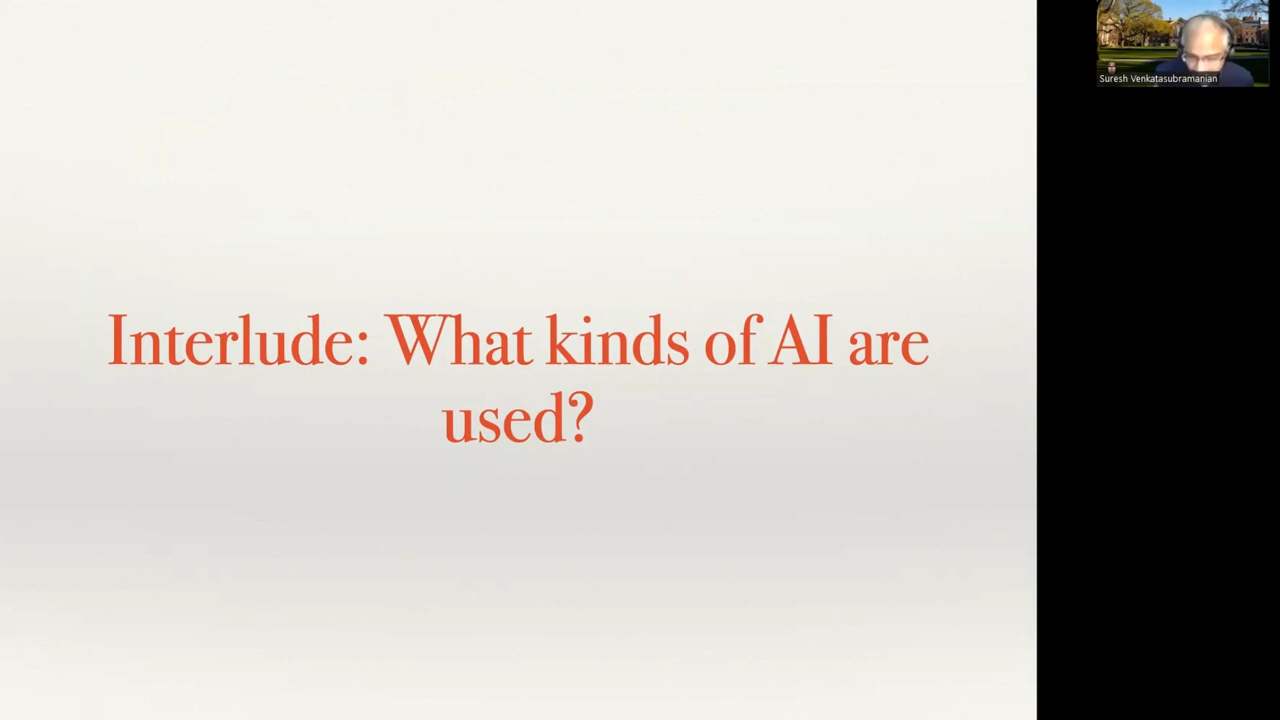 Interlude: What kinds of AI are
used?
Suresh Venkatasubramanian